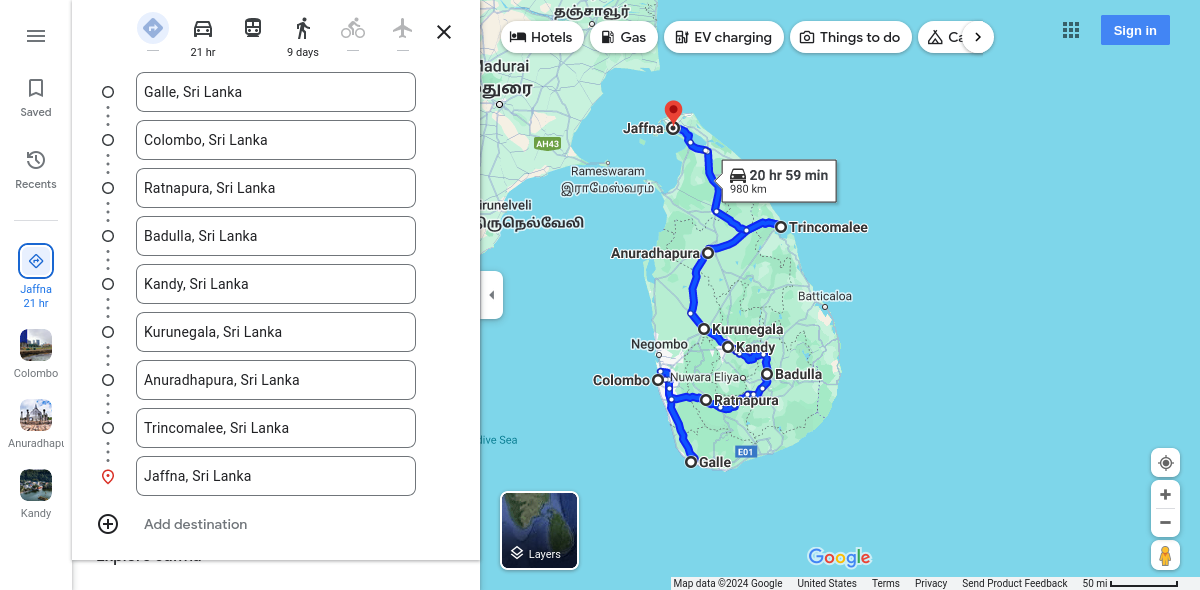 Saved
Recents
Jaffna
21 hr
Colombo
Anuradhapu
Kandy
21 hr
9 days
Galle, Sri Lanka
Colombo, Sri Lanka
Ratnapura, Sri Lanka
Badulla, Sri Lanka
Kandy, Sri Lanka
Kurunegala, Sri Lanka
Anuradhapura, Sri Lanka
Trincomalee, Sri Lanka
Jaffna, Sri Lanka
Add destination
Hotels
Gas
EV charging
Things to do
Ca
Sign in
தஞ்சாவூர்
Madurai
துரை
AH43
Jaffna
Rameswaram
இராமேஸ்வரம்
20 hr 59 min
980 km
irunelveli
ருநெல்வேலி
Trincomalee
Anuradhapura
Batticaloa
Kurunegala
Negombo
Kandy
Colombo
Nuwara Eliya
Badulla
Ratnapura
dive Sea
E01
Galle
Layers
Google
Map data ©2024 Google
United States
Terms
Privacy
Send Product Feedback
50 mi